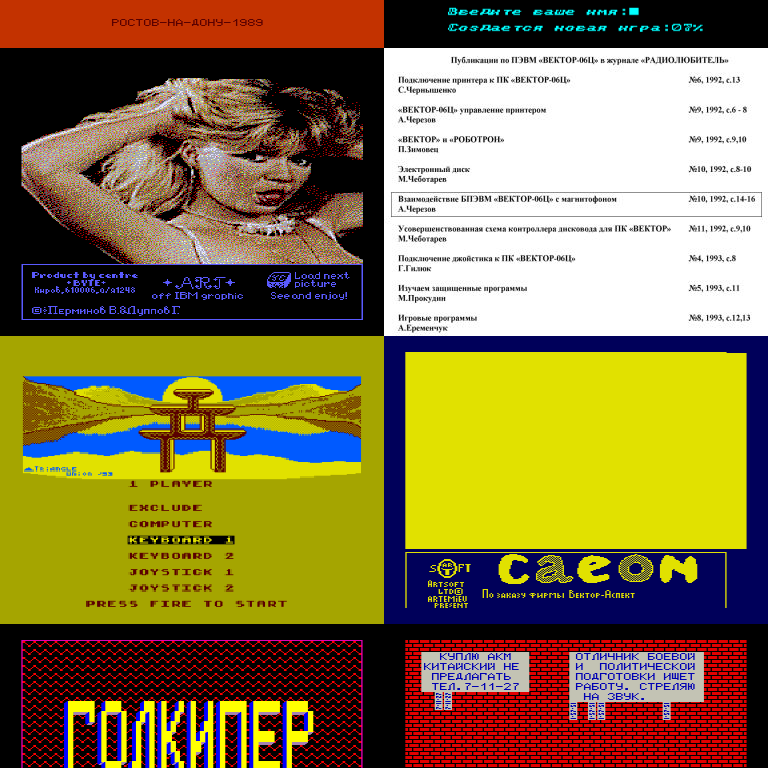 РОСТОВ-НА-ДОНУ-1989
Введите ваше имя:
Создается новая игра:07%
Product by centre
•BYTE•
Киров,610006,а/я1248
ART
off IBM graphic
Load next
picture
See and enjoy!
Перминов В.&Дуппов Г.
Публикации по ПЭВМ «ВЕКТОР-06Ц» в журнале «РАДИОЛЮБИТЕЛЬ»
Подключение принтера к ПК «ВЕКТОР-06Ц» №6, 1992, с.13
С.Чернышенко
«ВЕКТОР-06Ц» управление принтером №9, 1992, с.6 - 8
А.Черезов
«ВЕКТОР» и «РОБОТРОН» №9, 1992, с.9,10
П.Зимовец
Электронный диск №10, 1992, с.8-10
М.Чеботарев
Взаимодействие БПЭВМ «ВЕКТОР-06Ц» с магнитофоном №10, 1992, с.14-16
А.Черезов
Усовершенствованная схема контроллера дисковода для ПК «ВЕКТОР» №11, 1992, с.9,10
М.Чеботарев
Подключение джойстика к ПК «ВЕКТОР-06Ц» №4, 1993, с.8
Г.Гилюк
Изучаем защищенные программы №5, 1993, с.11
М.Прокудин
Игровые программы №8, 1993, с.12,13
А.Еременчук
TRIANGLE
Union
1 PLAYER
EXCLUDE
COMPUTER
KEYBOARD 1
KEYBOARD 2
JOYSTICK 1
JOYSTICK 2
PRESS FIRE TO START
SOFT
ARTSOFT
LTD©
ARTEMIEV
PRESENT
CAEON
По заказу фирмы Вектор-Аспект
ГОЛКИПЕР
КУПЛЮ АКМ
КИТАЙСКИЙ НЕ
ПРЕДЛАГАТЬ
ТЕЛ.7-11-27
ОТЛИЧНИК БОЕВОЙ
И ПОЛИТИЧЕСКОЙ
ПОДГОТОВКИ ИЩЕТ
РАБОТУ. СТРЕЛЯЮ
НА ЗВУК.